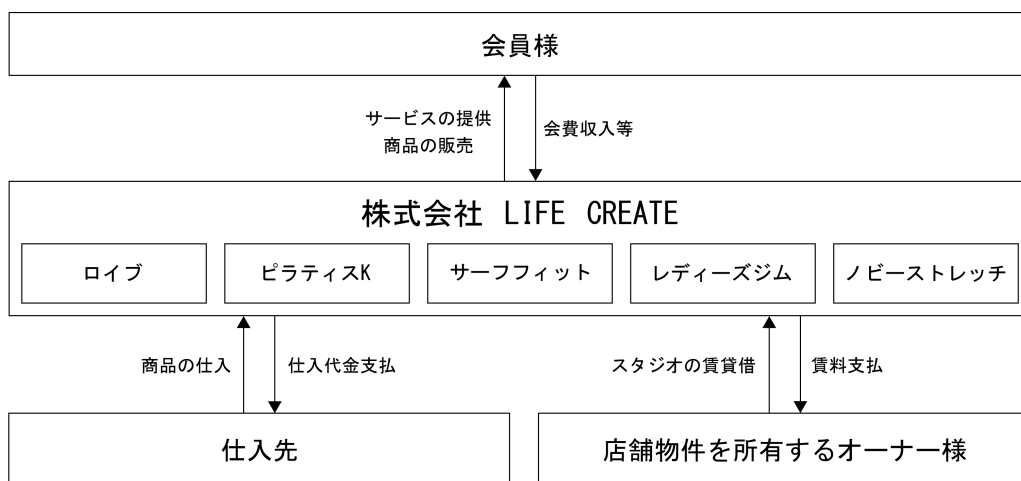 会員様
サービスの提供
商品の販売
会費収入等
株式会社 LIFE CREATE
ロイブ
ピラティスK
サーフフィット
レディーズジム
ノビーストレッチ
商品の仕入
仕入代金支払
スタジオの賃貸借
賃料支払
仕入先
店舗物件を所有するオーナー様